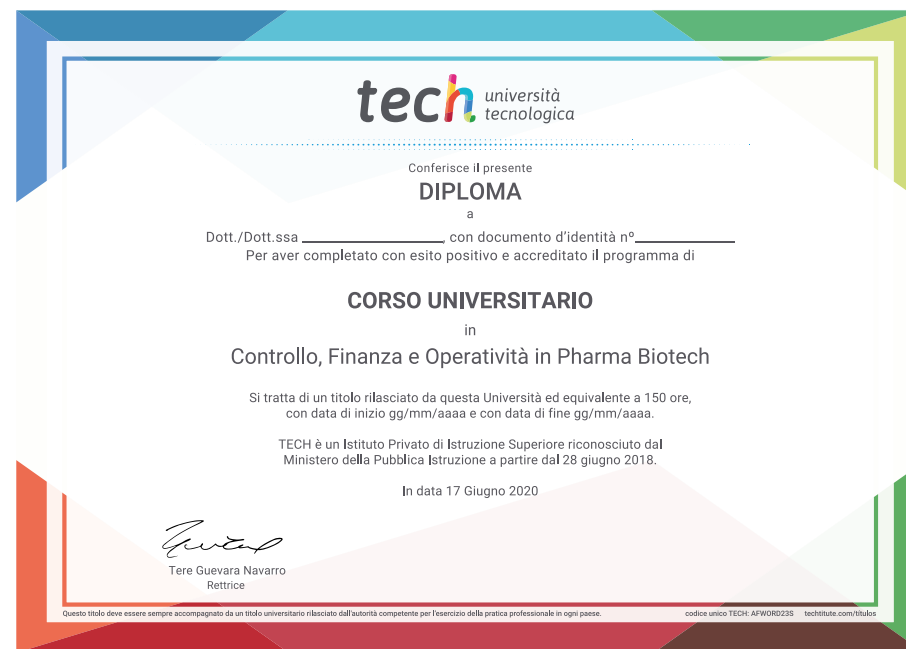 tech università
tecnologica
Conferisce il presente
DIPLOMA
a
Dott./Dott.ssa ____________________, con documento d'identità nº______________
Per aver completato con esito positivo e accreditato il programma di
CORSO UNIVERSITARIO
in
Controllo, Finanza e Operatività in Pharma Biotech
Si tratta di un titolo rilasciato da questa Università ed equivalente a 150 ore,
con data di inizio gg/mm/aaaa e con data di fine gg/mm/aaaa.
TECH è un Istituto Privato di Istruzione Superiore riconosciuto dal
Ministero della Pubblica Istruzione a partire dal 28 giugno 2018.
In data 17 Giugno 2020
Tere Guevara Navarro
Rettrice
Questo titolo deve essere sempre accompagnato da un titolo universitario rilasciato dall'autorità competente per l'esercizio della pratica professionale in ogni paese. codice unico TECH: AFWORD23S techtitute.com/titulos